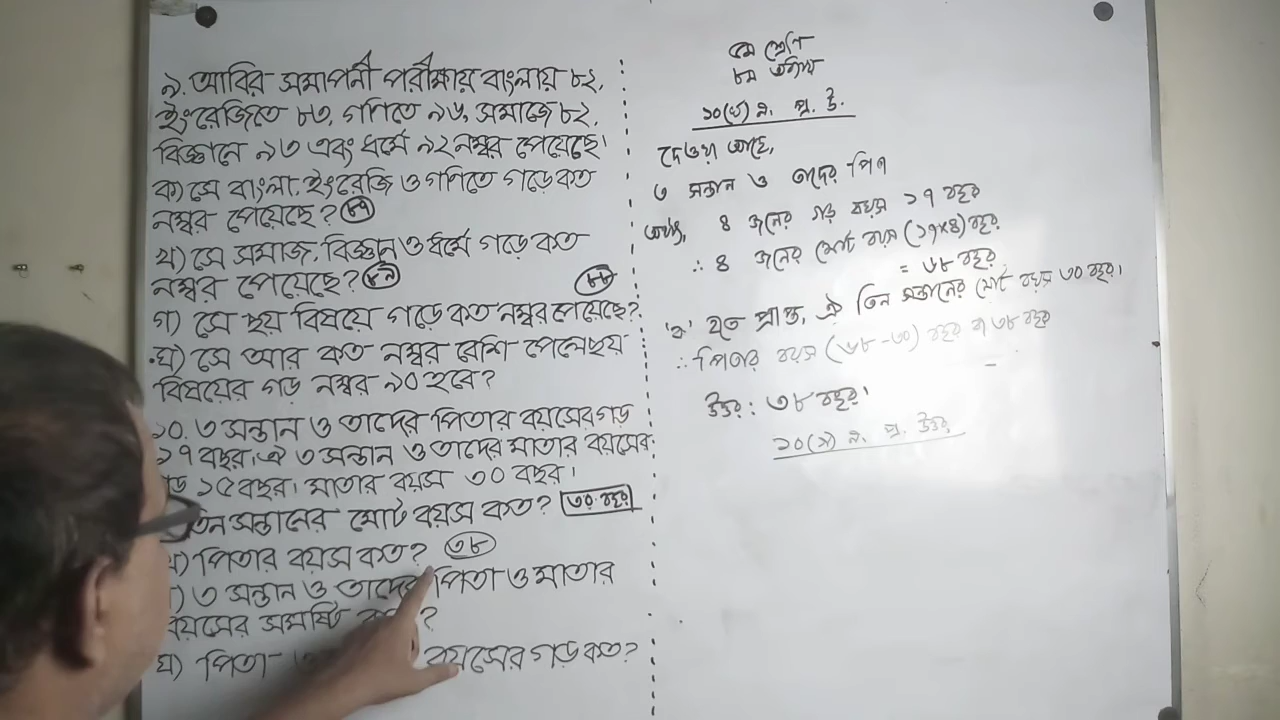 ৯. আবির সমাপনী পরীক্ষায় বাংলায় ৮২,
ইংরেজিতে ৮৩, গণিতে ৯৬, সমাজে ৮২,
বিজ্ঞানে ৯৩ এবং ধর্মে ৯২ নম্বর পেয়েছে।
ক) সে বাংলা, ইংরেজি ও গণিতে গড়ে কত
নম্বর পেয়েছে? ৮৭
খ) সে সমাজ, বিজ্ঞান ও ধর্মে গড়ে কত
নম্বর পেয়েছে? ৮৯
৮৮
গ) সে ছয় বিষয়ে গড়ে কত নম্বর পেয়েছে?
ঘ) সে আর কত নম্বর বেশি পেলে ছয়
বিষয়ের গড় নম্বর ৯০ হবে?
১০. ৩ সন্তান ও তাদের পিতার বয়সের গড়
১৭ বছর। ঐ ৩ সন্তান ও তাদের মাতার বয়সের
১৫ বছর। মাতার বয়স ৩০ বছর।
সন্তানের মোট বয়স কত? ৩০ বছর
খ) পিতার বয়স কত? ৩৮
) ৩ সন্তান ও তাদের পিতা ও মাতার
বয়সের সমষ্টি ?
ঘ) পিতা বয়সের গড় কত?
৫ম শ্রেণি
৮ম অধ্যায়
১০(খ) ন. প্র. উ.
দেওয়া আছে,
৩ সন্তান ও তাদের পিতা
অর্থাৎ, ৪ জনের গড় বয়স ১৭ বছর
∴ ৪ জনের মোট বয়স (১৭×৪) বছর
= ৬৮ বছর
'ক' হতে প্রাপ্ত, ঐ তিন সন্তানের মোট বয়স ৩০ বছর।
∴ পিতার বয়স (৬৮-৩০) বছর বা ৩৮ বছর
উত্তর: ৩৮ বছর।
১০(গ) ন. প্র. উত্তর